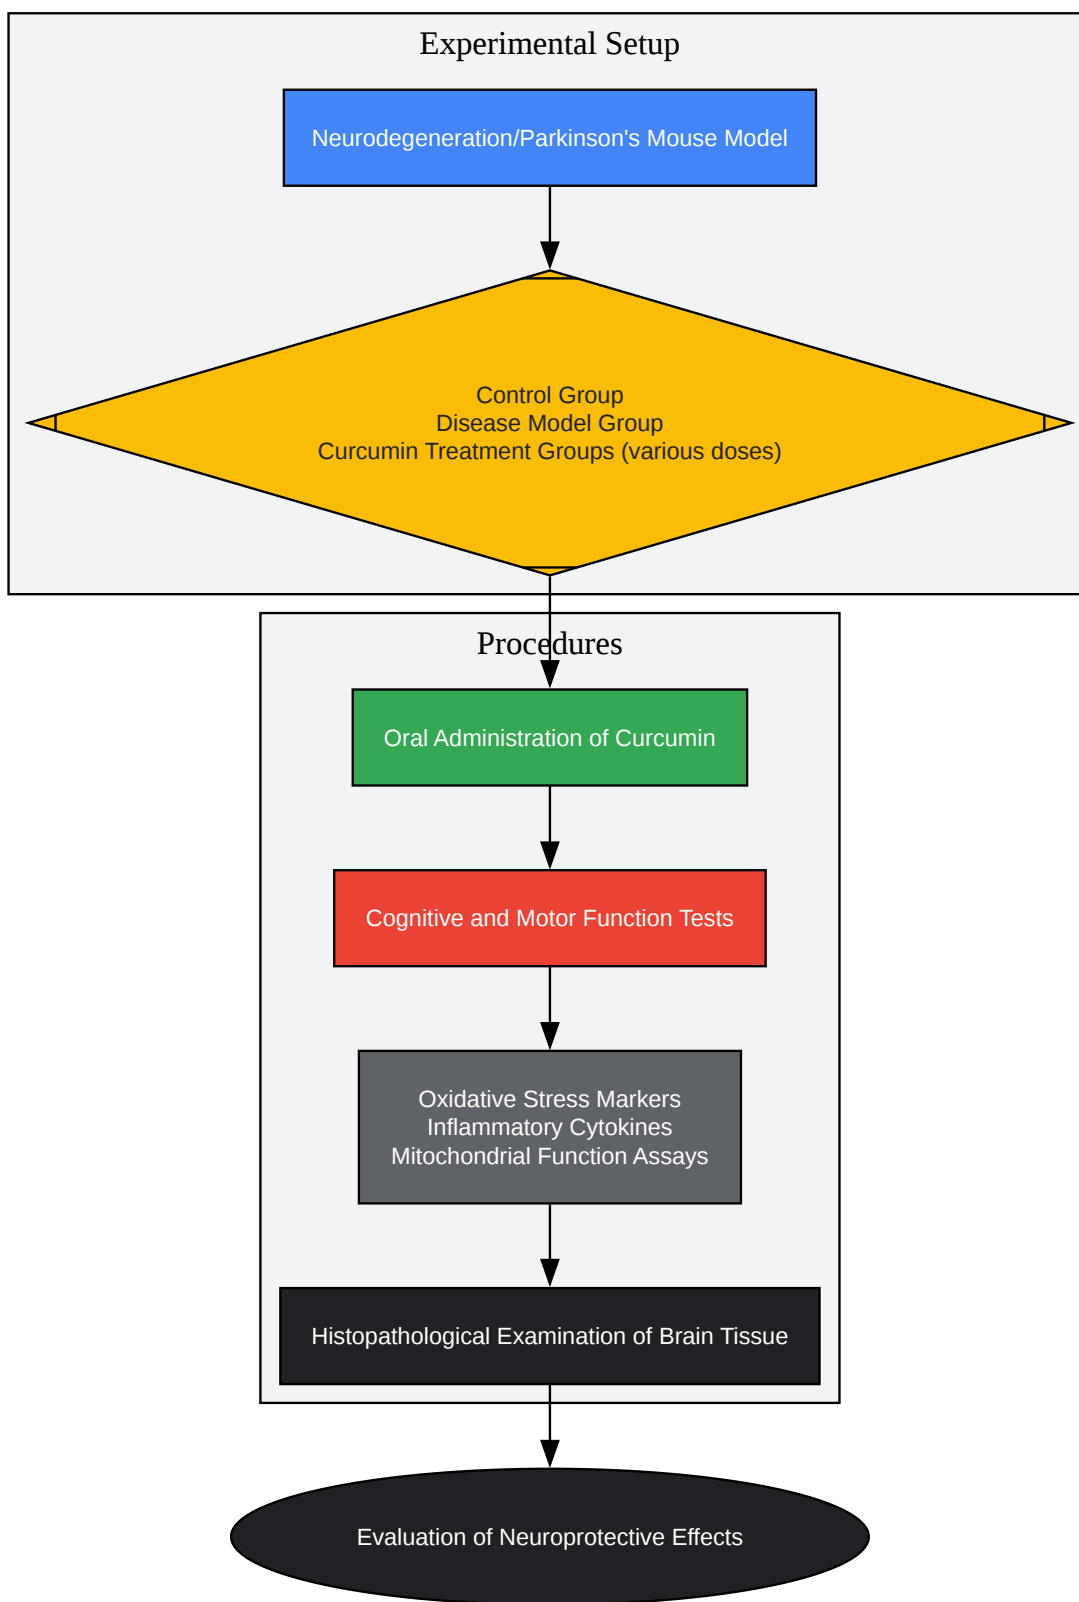 Experimental Setup
Neurodegeneration/Parkinson's Mouse Model
Control Group
Disease Model Group
Curcumin Treatment Groups (various doses)
Procedures
Oral Administration of Curcumin
Cognitive and Motor Function Tests
Oxidative Stress Markers
Inflammatory Cytokines
Mitochondrial Function Assays
Histopathological Examination of Brain Tissue
Evaluation of Neuroprotective Effects